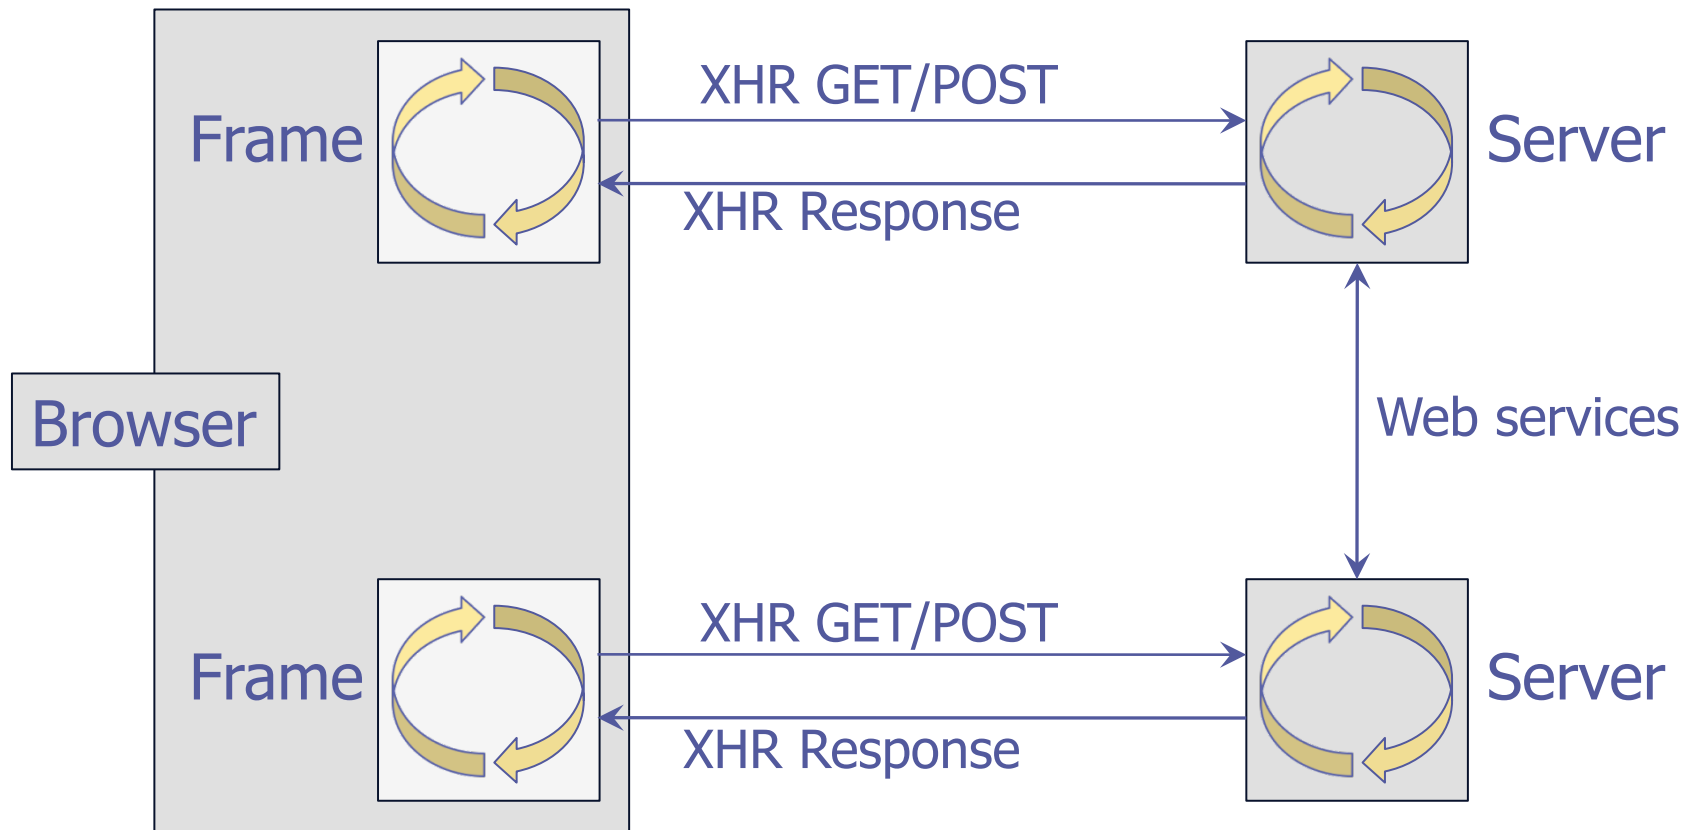 XHR GET/POST
Frame
Server
XHR Response
Browser
Web services
XHR GET/POST
Frame
Server
XHR Response